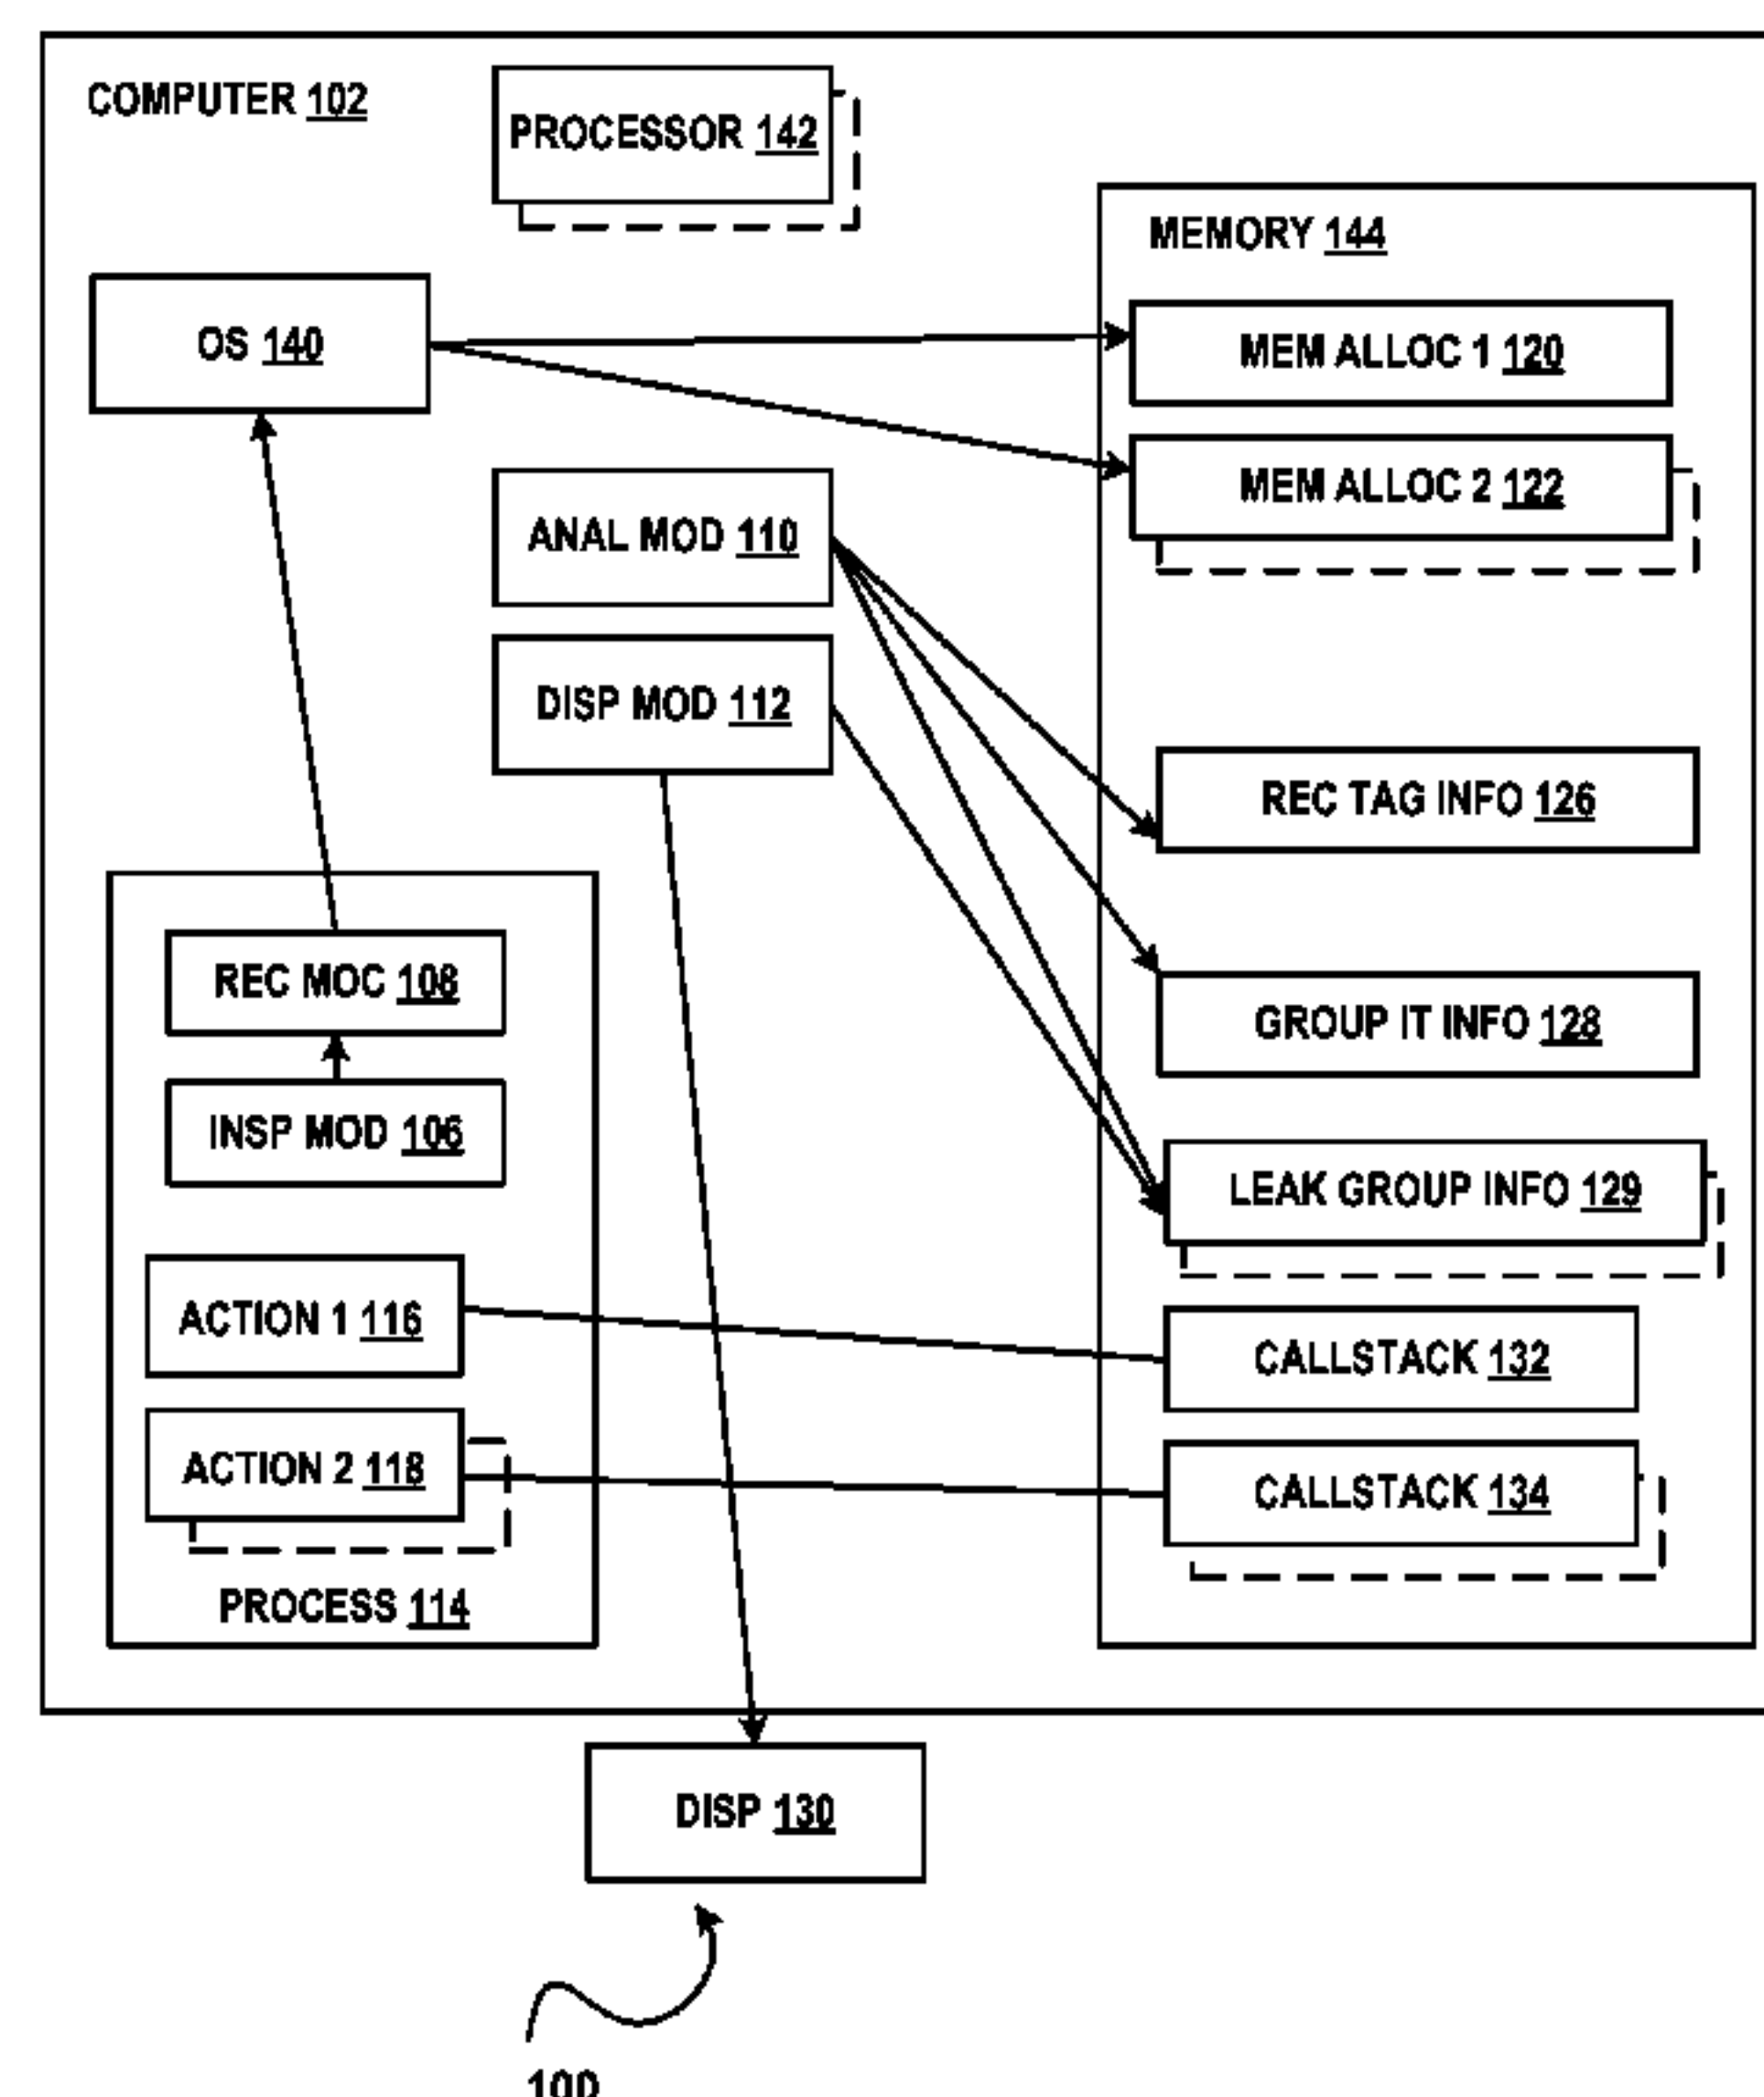 COMPUTER 102
PROCESSOR 142
MEMORY 144
OS 140
MEM ALLOC 1 120
MEM ALLOC 2 122
ANAL MOD 110
DISP MOD 112
REC TAG INFO 126
REC MOC 108
GROUP IT INFO 128
INSP MOD 106
LEAK GROUP INFO 129
ACTION 1 116
CALLSTACK 132
ACTION 2 118
CALLSTACK 134
PROCESS 114
DISP 130
100